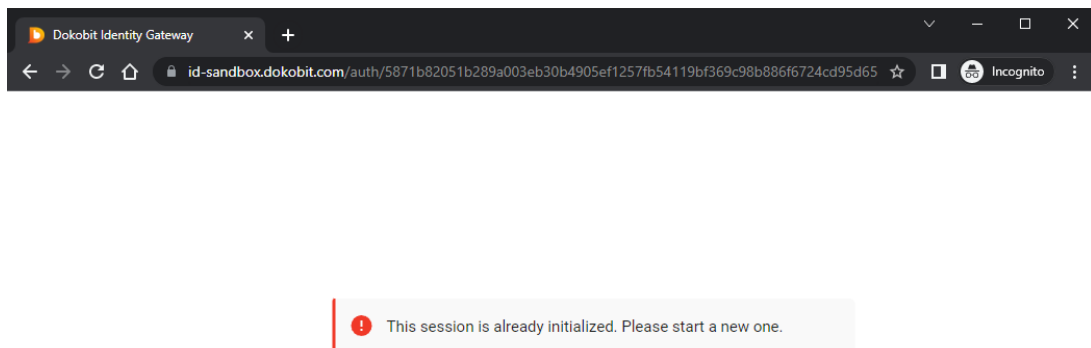 Dokobit Identity Gateway
id-sandbox.dokobit.com/auth/5871b82051b289a003eb30b4905ef1257fb54119bf369c98b886f6724cd95d65
Incognito
This session is already initialized. Please start a new one.